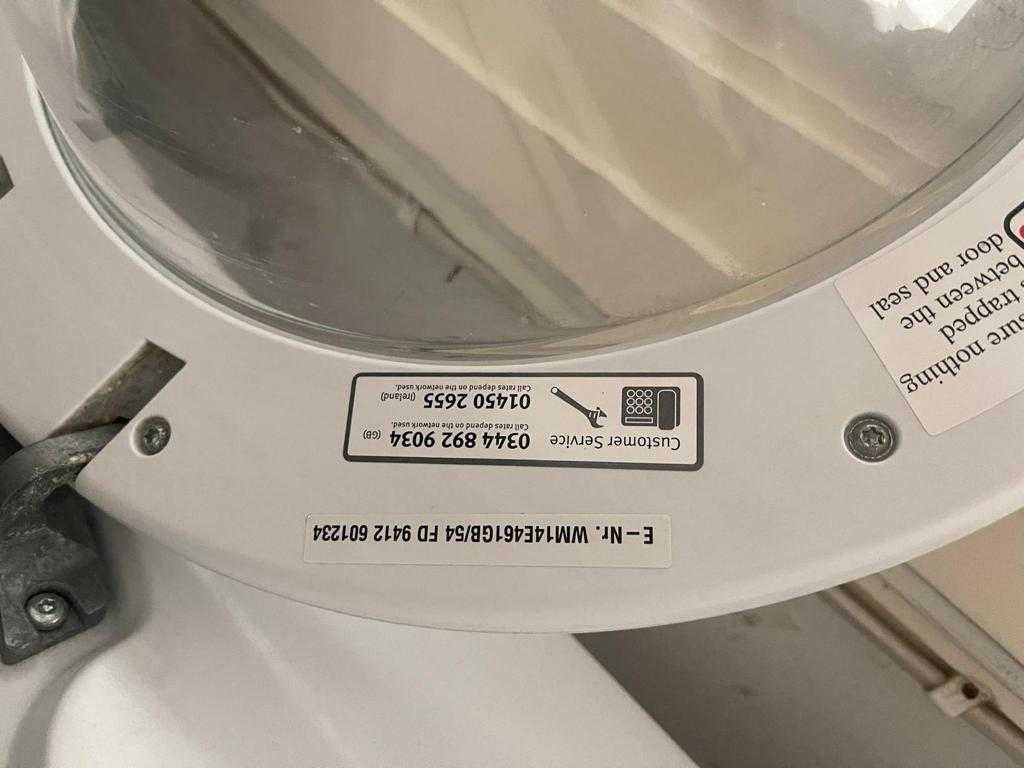 Customer Service
0344 892 9034 (GB)
Call rates depend on the network used.
01450 2655 (Ireland)
Call rates depend on the network used.
E-Nr. WM14E461GB/54 FD 9412 601234
sure nothing
trapped
between the
door and seal